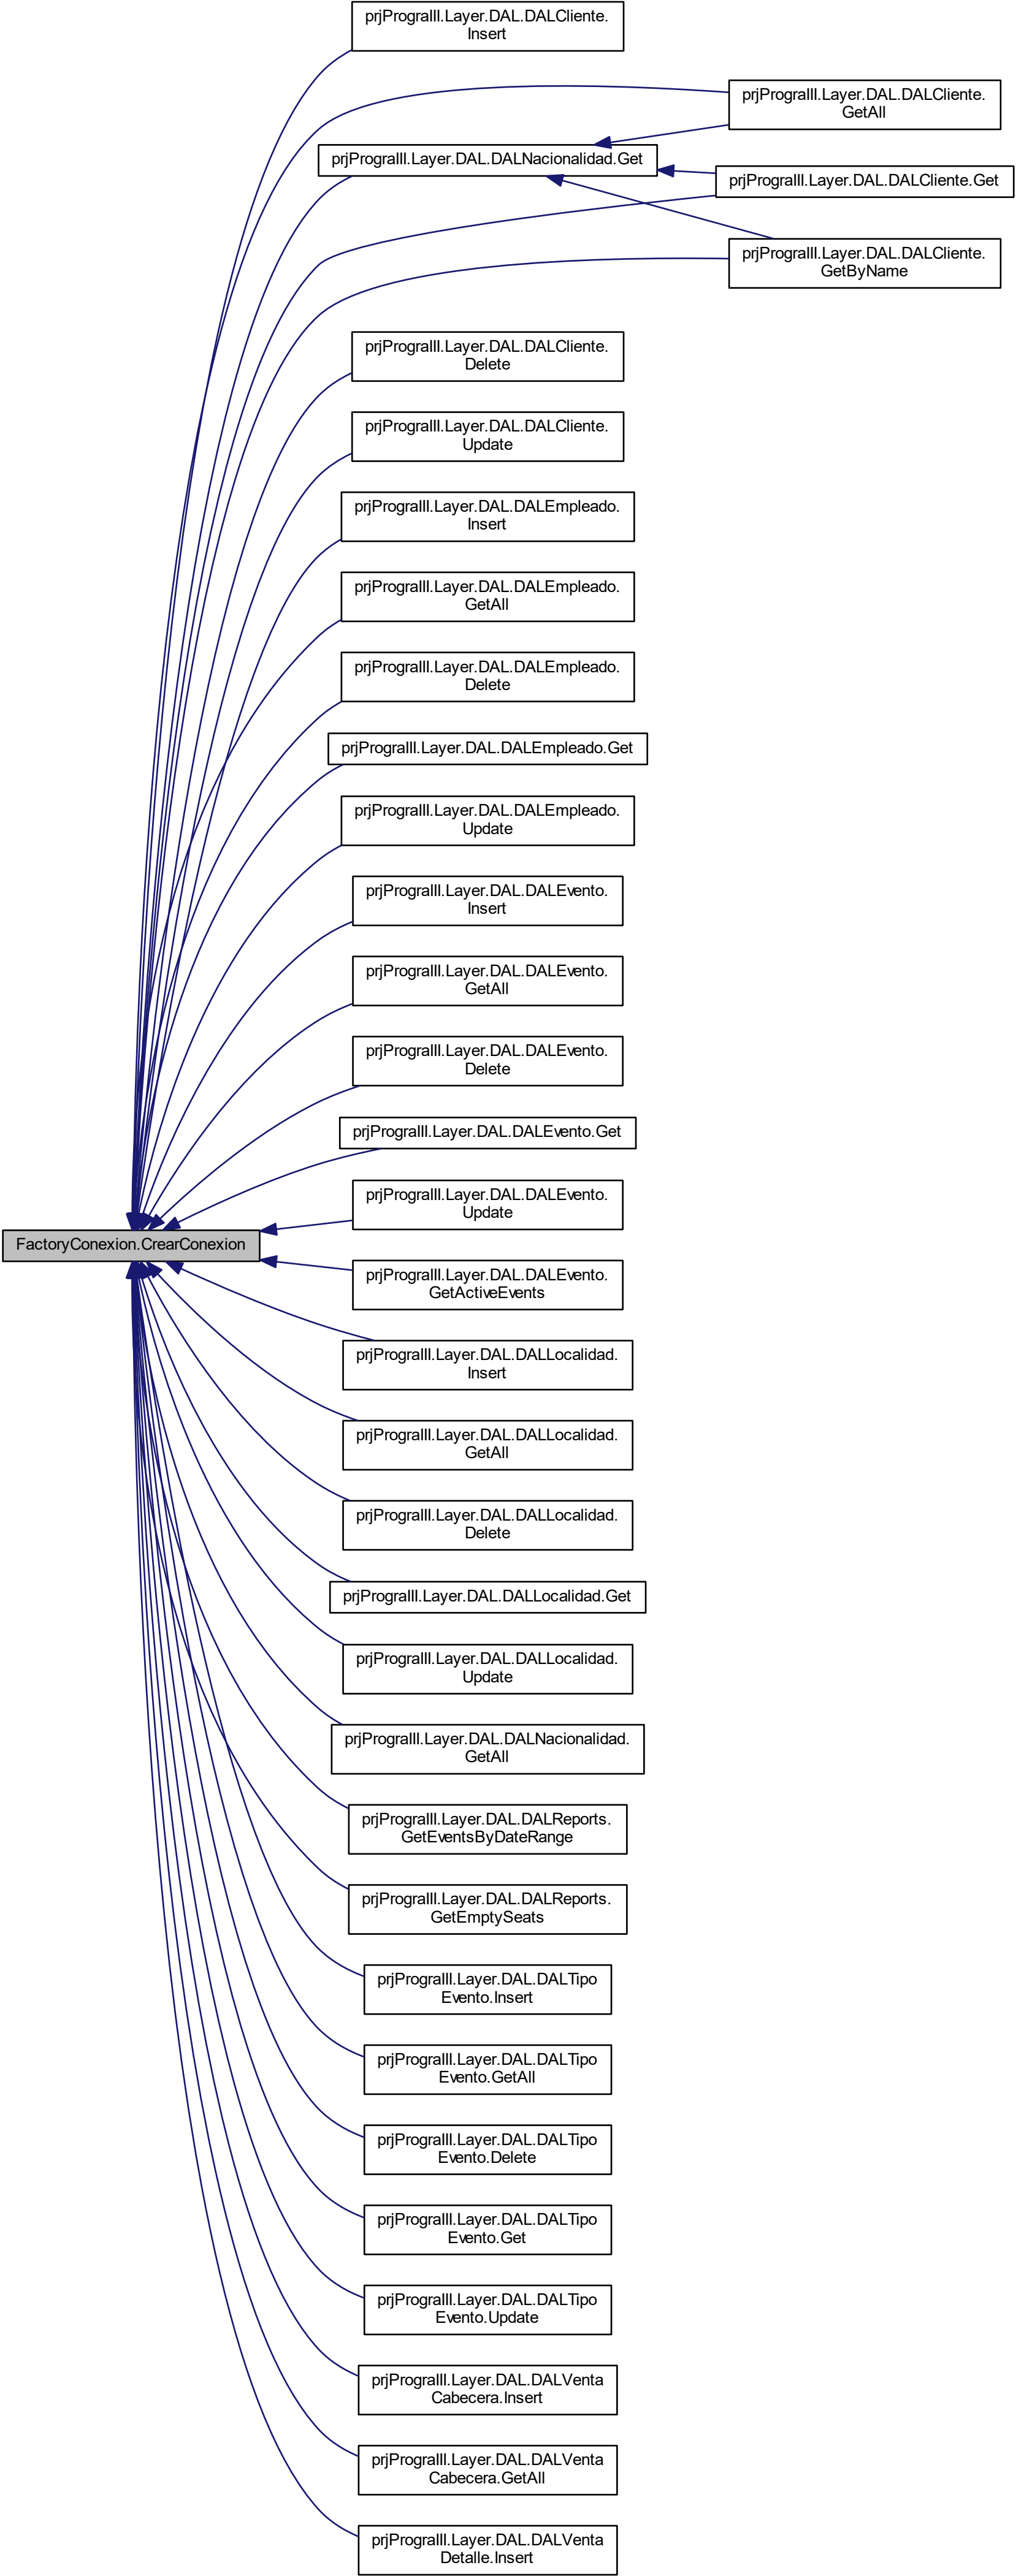 prjPrograIII.Layer.DAL.DALCliente.
Insert
prjPrograIII.Layer.DAL.DALCliente.
GetAll
prjPrograIII.Layer.DAL.DALNacionalidad.Get
prjPrograIII.Layer.DAL.DALCliente.Get
prjPrograIII.Layer.DAL.DALCliente.
GetByName
prjPrograIII.Layer.DAL.DALCliente.
Delete
prjPrograIII.Layer.DAL.DALCliente.
Update
prjPrograIII.Layer.DAL.DALEmpleado.
Insert
prjPrograIII.Layer.DAL.DALEmpleado.
GetAll
prjPrograIII.Layer.DAL.DALEmpleado.
Delete
prjPrograIII.Layer.DAL.DALEmpleado.Get
prjPrograIII.Layer.DAL.DALEmpleado.
Update
prjPrograIII.Layer.DAL.DALEvento.
Insert
prjPrograIII.Layer.DAL.DALEvento.
GetAll
prjPrograIII.Layer.DAL.DALEvento.
Delete
prjPrograIII.Layer.DAL.DALEvento.Get
prjPrograIII.Layer.DAL.DALEvento.
Update
FactoryConexion.CrearConexion
prjPrograIII.Layer.DAL.DALEvento.
GetActiveEvents
prjPrograIII.Layer.DAL.DALLocalidad.
Insert
prjPrograIII.Layer.DAL.DALLocalidad.
GetAll
prjPrograIII.Layer.DAL.DALLocalidad.
Delete
prjPrograIII.Layer.DAL.DALLocalidad.Get
prjPrograIII.Layer.DAL.DALLocalidad.
Update
prjPrograIII.Layer.DAL.DALNacionalidad.
GetAll
prjPrograIII.Layer.DAL.DALReports.
GetEventsByDateRange
prjPrograIII.Layer.DAL.DALReports.
GetEmptySeats
prjPrograIII.Layer.DAL.DALTipo
Evento.Insert
prjPrograIII.Layer.DAL.DALTipo
Evento.GetAll
prjPrograIII.Layer.DAL.DALTipo
Evento.Delete
prjPrograIII.Layer.DAL.DALTipo
Evento.Get
prjPrograIII.Layer.DAL.DALTipo
Evento.Update
prjPrograIII.Layer.DAL.DALVenta
Cabecera.Insert
prjPrograIII.Layer.DAL.DALVenta
Cabecera.GetAll
prjPrograIII.Layer.DAL.DALVenta
Detalle.Insert